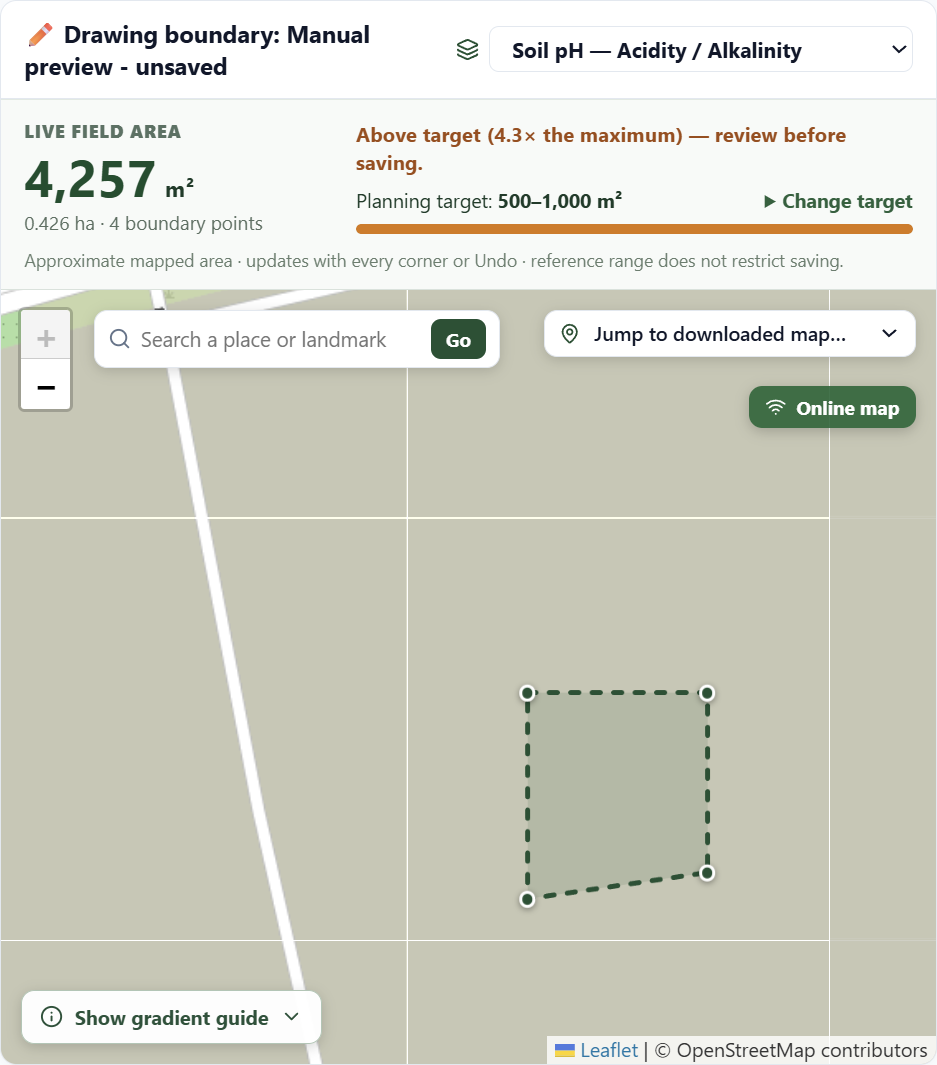 ✏️ Drawing boundary: Manual
preview - unsaved
Soil pH — Acidity / Alkalinity
LIVE FIELD AREA
4,257 m²
0.426 ha · 4 boundary points
Above target (4.3× the maximum) — review before
saving.
Planning target: 500–1,000 m²
▶ Change target
Approximate mapped area · updates with every corner or Undo · reference range does not restrict saving.
+
−
Search a place or landmark
Go
Jump to downloaded map...
Online map
Show gradient guide
Leaflet | © OpenStreetMap contributors